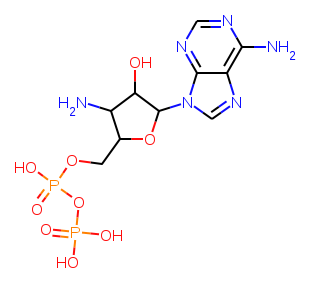 N N
OH N NH2
H2N N N
O
HO O
P
O O
O P OH
HO